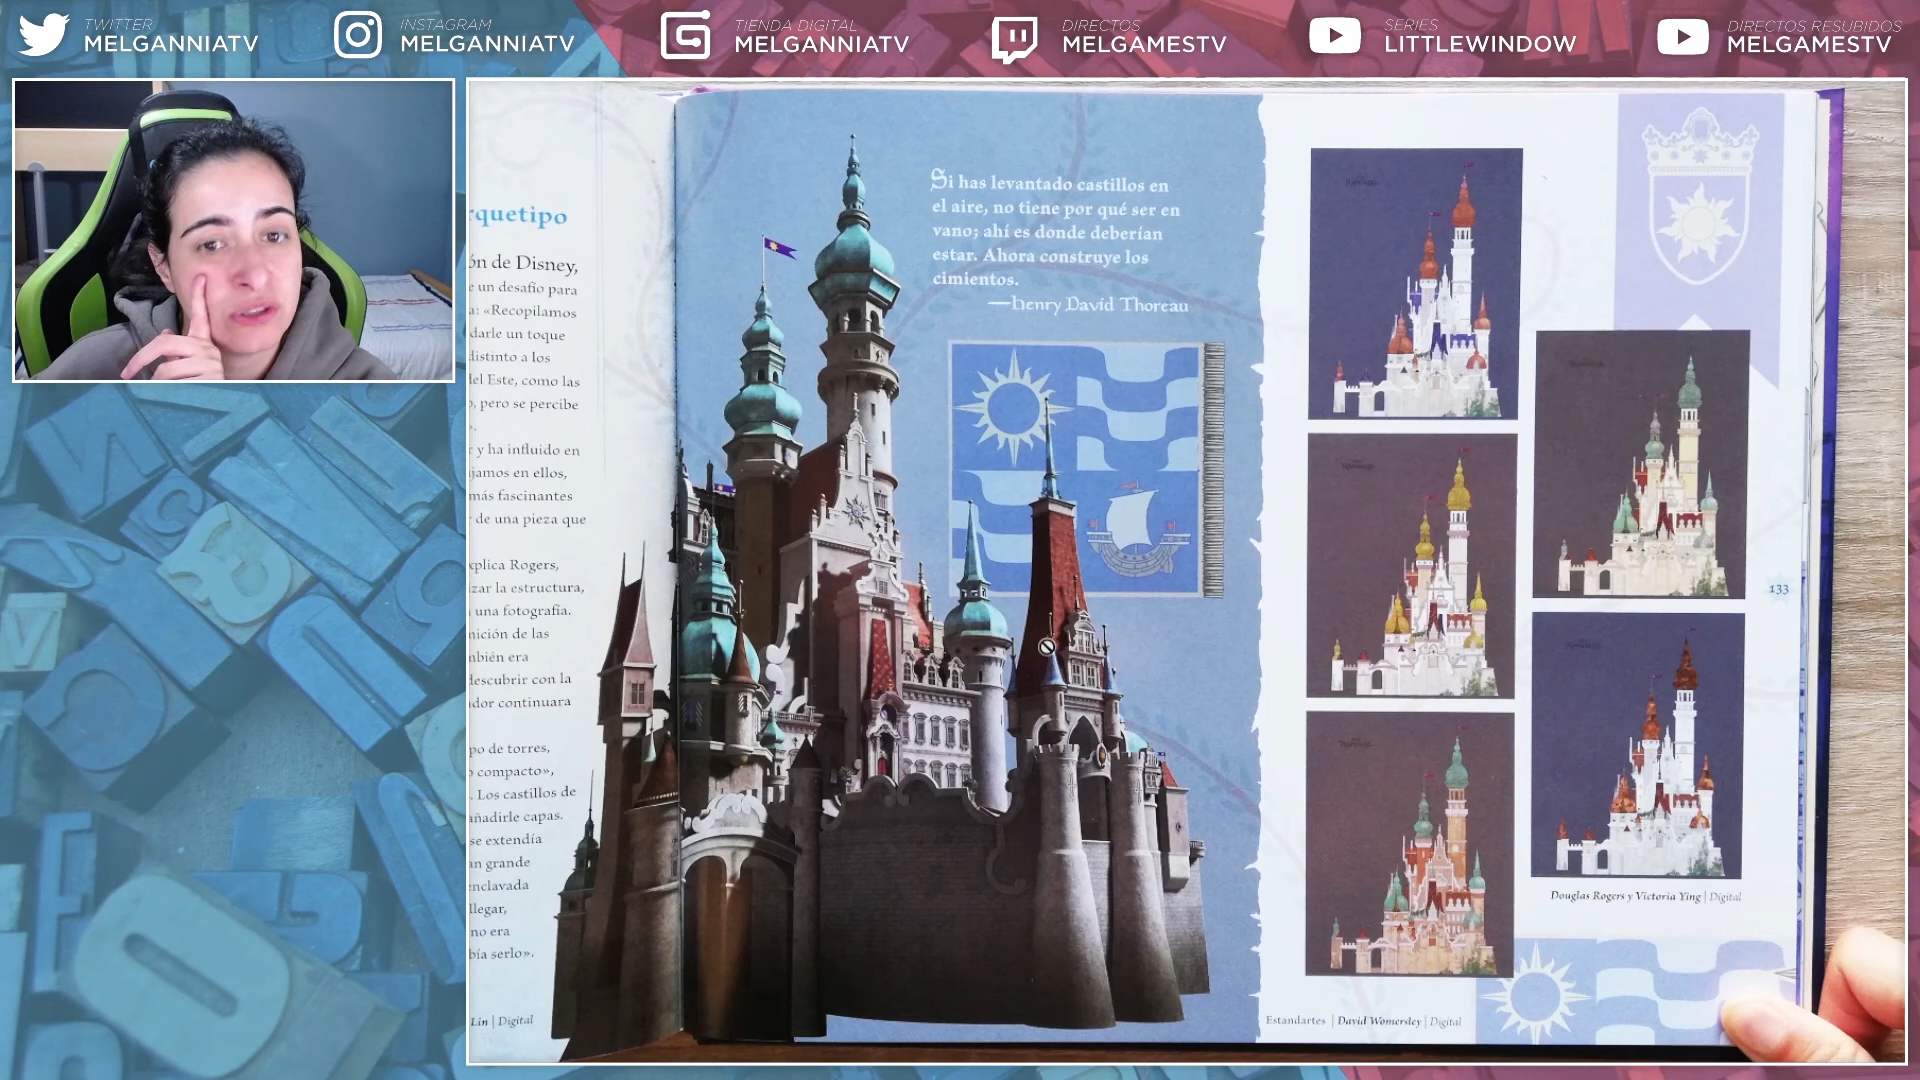 TWITTER
MELGANNIATV
INSTAGRAM
MELGANNIATV
TIENDA DIGITAL
MELGANNIATV
DIRECTOS
MELGAMESTV
SERIES
LITTLEWINDOW
DIRECTOS RESUBIDOS
MELGAMESTV
rquetipo
ón de Disney,
e un desafío para
a: «Recopilamos
darle un toque
distinto a los
del Este, como las
o, pero se percibe
».
r y ha influido en
jamos en ellos,
más fascinantes
r de una pieza que
xplica Rogers,
zar la estructura,
una fotografía.
nición de las
mbién era
descubrir con la
dor continuara
po de torres,
o compacto»,
. Los castillos de
añadirle capas.
se extendía
an grande
enclavada
llegar,
no era
bía serlo».
Lin | Digital
Si has levantado castillos en
el aire, no tiene por qué ser en
vano; ahí es donde deberían
estar. Ahora construye los
cimientos.
—Henry David Thoreau
133
Douglas Rogers y Victoria Ying | Digital
Estandartes | David Womersley | Digital